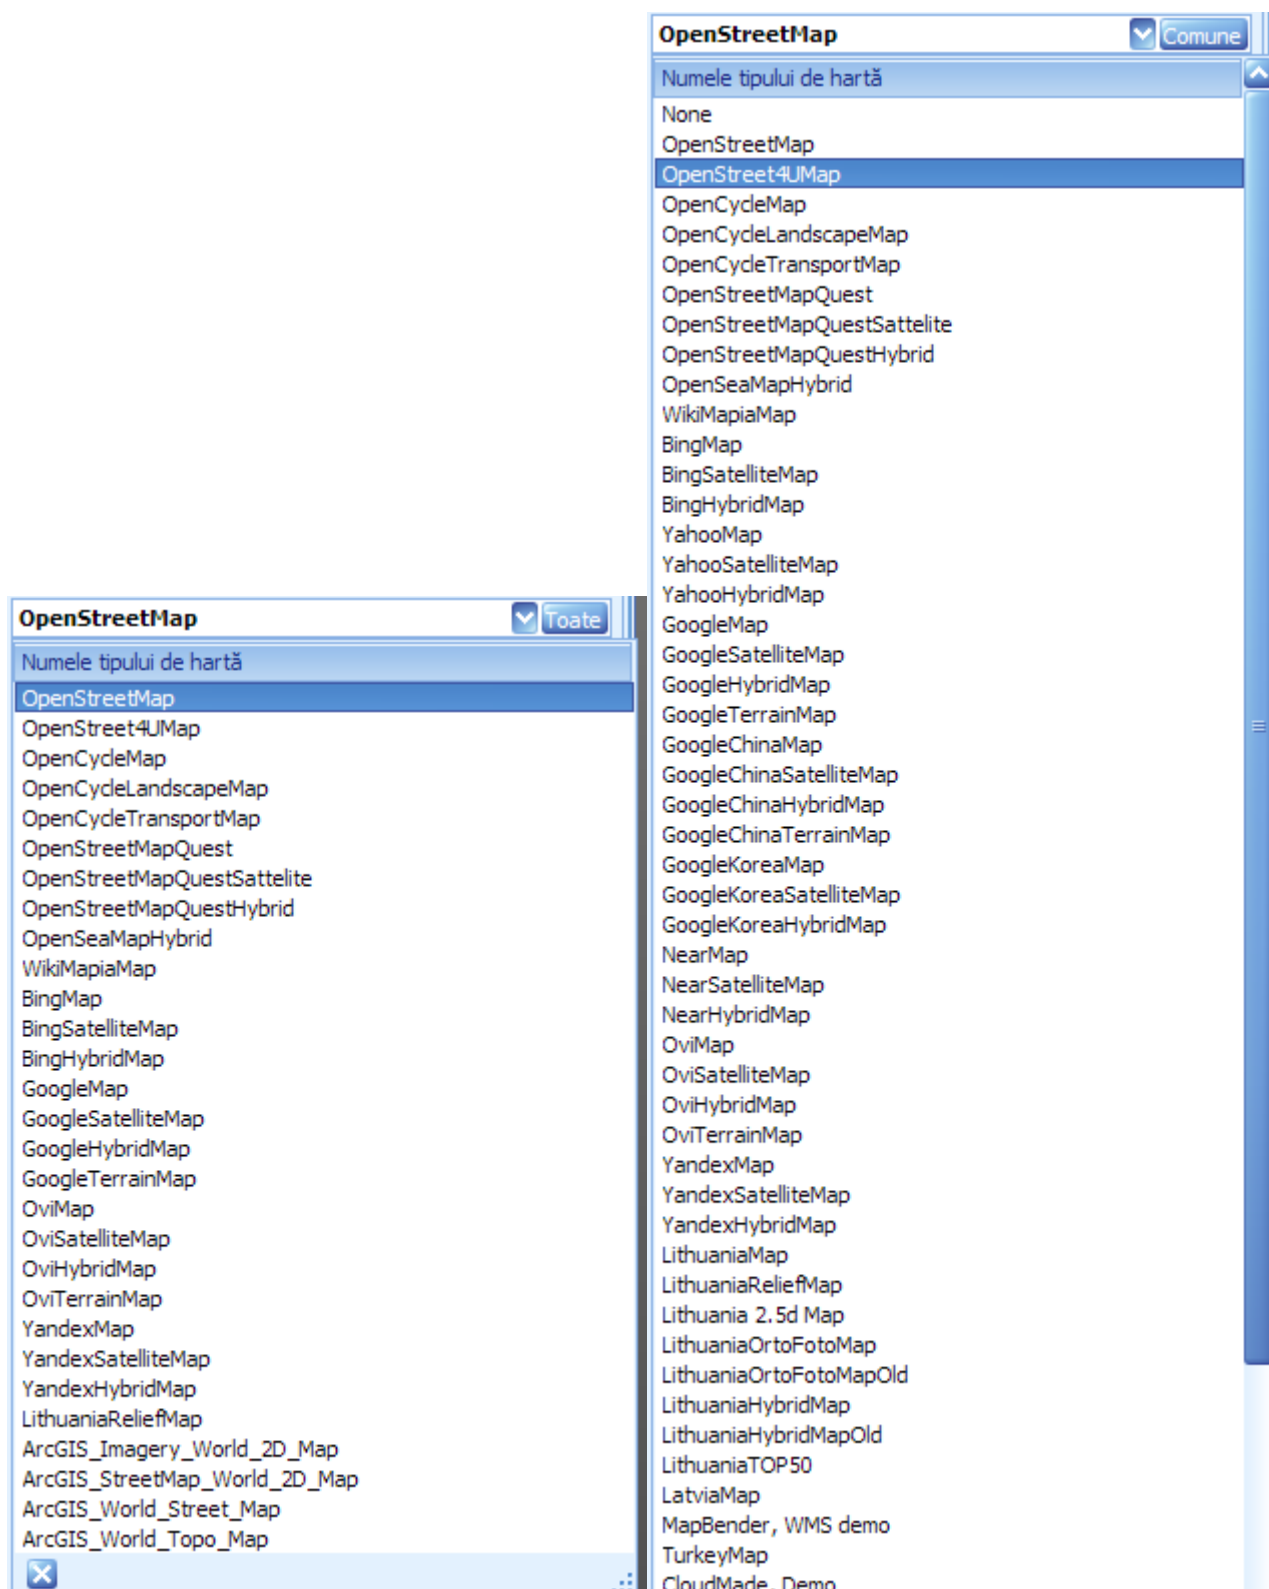 OpenStreetMap
Toate
Numele tipului de hartă
OpenStreetMap
OpenStreet4UMap
OpenCycleMap
OpenCycleLandscapeMap
OpenCycleTransportMap
OpenStreetMapQuest
OpenStreetMapQuestSattelite
OpenStreetMapQuestHybrid
OpenSeaMapHybrid
WikiMapiaMap
BingMap
BingSatelliteMap
BingHybridMap
GoogleMap
GoogleSatelliteMap
GoogleHybridMap
GoogleTerrainMap
OviMap
OviSatelliteMap
OviHybridMap
OviTerrainMap
YandexMap
YandexSatelliteMap
YandexHybridMap
LithuaniaReliefMap
ArcGIS_Imagery_World_2D_Map
ArcGIS_StreetMap_World_2D_Map
ArcGIS_World_Street_Map
ArcGIS_World_Topo_Map
OpenStreetMap
Comune
Numele tipului de hartă
None
OpenStreetMap
OpenStreet4UMap
OpenCycleMap
OpenCycleLandscapeMap
OpenCycleTransportMap
OpenStreetMapQuest
OpenStreetMapQuestSattelite
OpenStreetMapQuestHybrid
OpenSeaMapHybrid
WikiMapiaMap
BingMap
BingSatelliteMap
BingHybridMap
YahooMap
YahooSatelliteMap
YahooHybridMap
GoogleMap
GoogleSatelliteMap
GoogleHybridMap
GoogleTerrainMap
GoogleChinaMap
GoogleChinaSatelliteMap
GoogleChinaHybridMap
GoogleChinaTerrainMap
GoogleKoreaMap
GoogleKoreaSatelliteMap
GoogleKoreaHybridMap
NearMap
NearSatelliteMap
NearHybridMap
OviMap
OviSatelliteMap
OviHybridMap
OviTerrainMap
YandexMap
YandexSatelliteMap
YandexHybridMap
LithuaniaMap
LithuaniaReliefMap
Lithuania 2.5d Map
LithuaniaOrtoFotoMap
LithuaniaOrtoFotoMapOld
LithuaniaHybridMap
LithuaniaHybridMapOld
LithuaniaTOP50
LatviaMap
MapBender, WMS demo
TurkeyMap
CloudMade, Demo